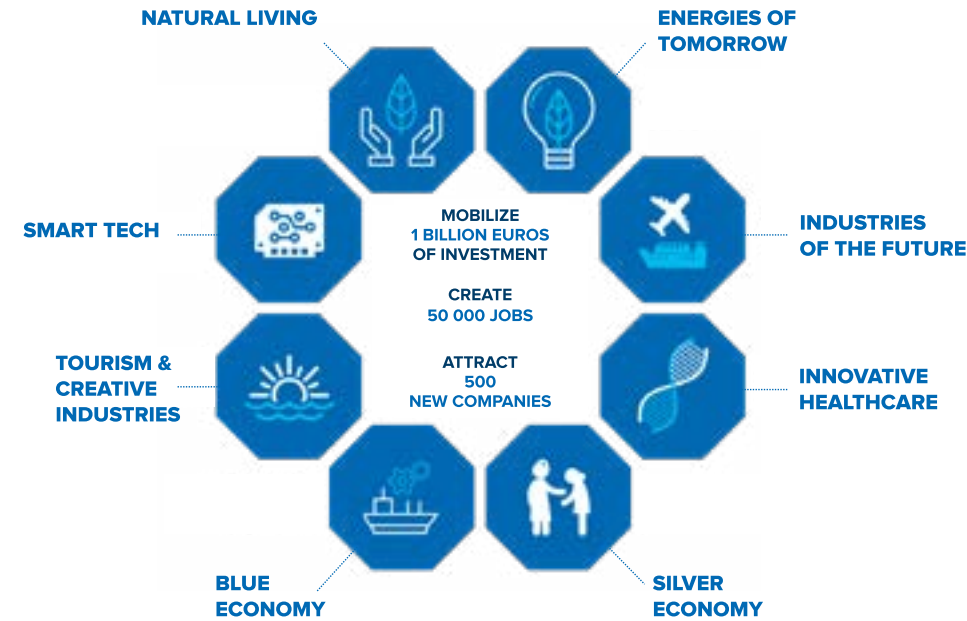 NATURAL LIVING
ENERGIES OF
TOMORROW
SMART TECH
MOBILIZE
1 BILLION EUROS
OF INVESTMENT
CREATE
50 000 JOBS
ATTRACT
500
NEW COMPANIES
INDUSTRIES
OF THE FUTURE
TOURISM &
CREATIVE
INDUSTRIES
INNOVATIVE
HEALTHCARE
BLUE
ECONOMY
SILVER
ECONOMY